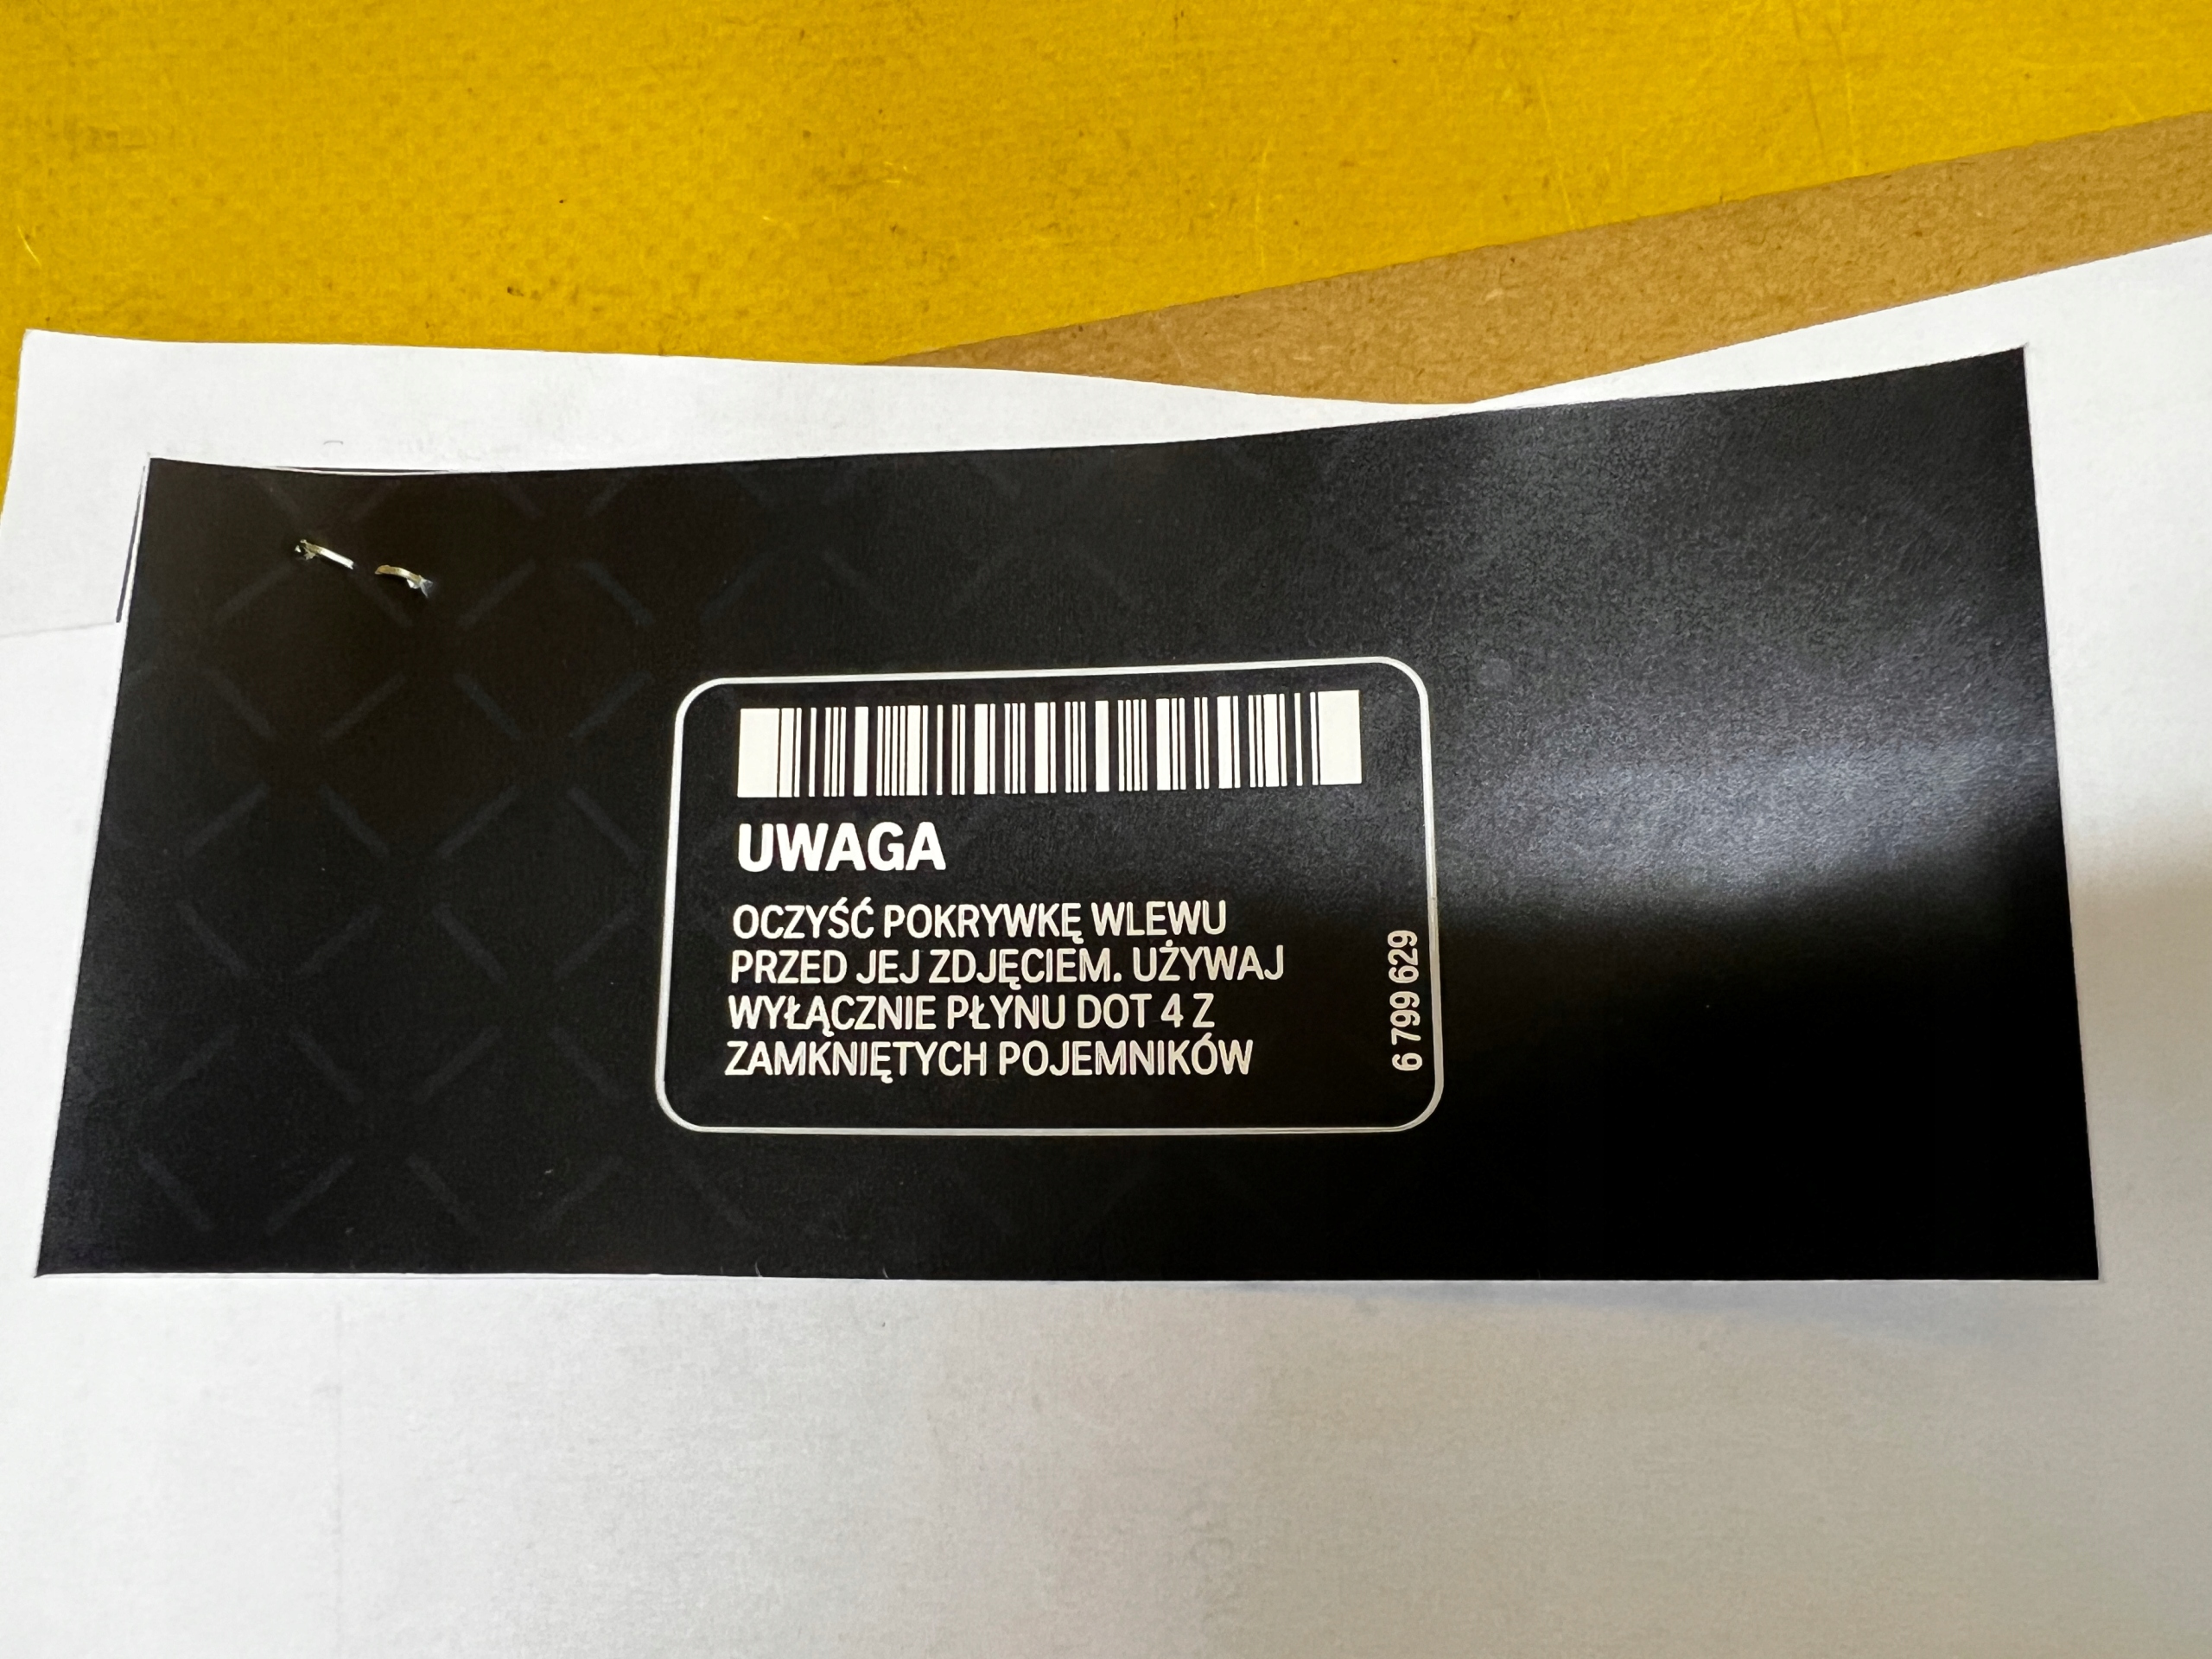 UWAGA
OCZYŚĆ POKRYWKĘ WLEWU
PRZED JEJ ZDJĘCIEM. UŻYWAJ
WYŁĄCZNIE PŁYNU DOT 4 Z
ZAMKNIĘTYCH POJEMNIKÓW
6 799 629